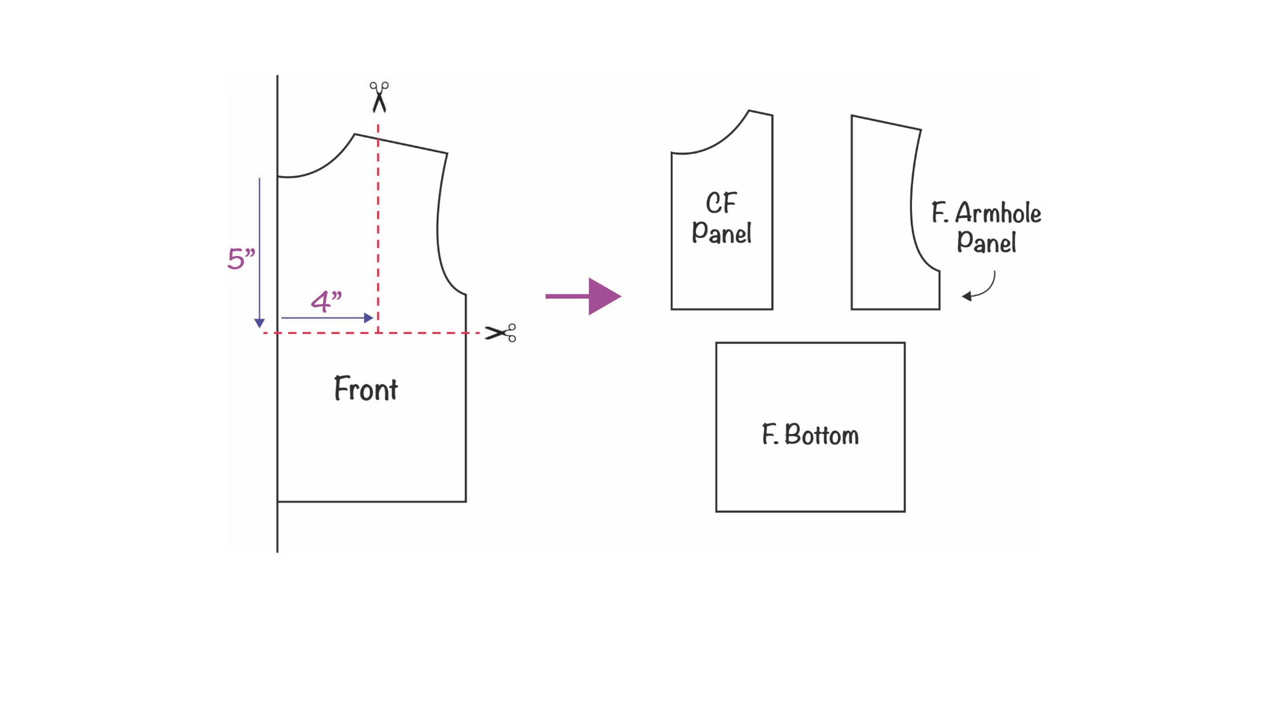 5”
4”
Front
CF
Panel
F. Armhole
Panel
F. Bottom